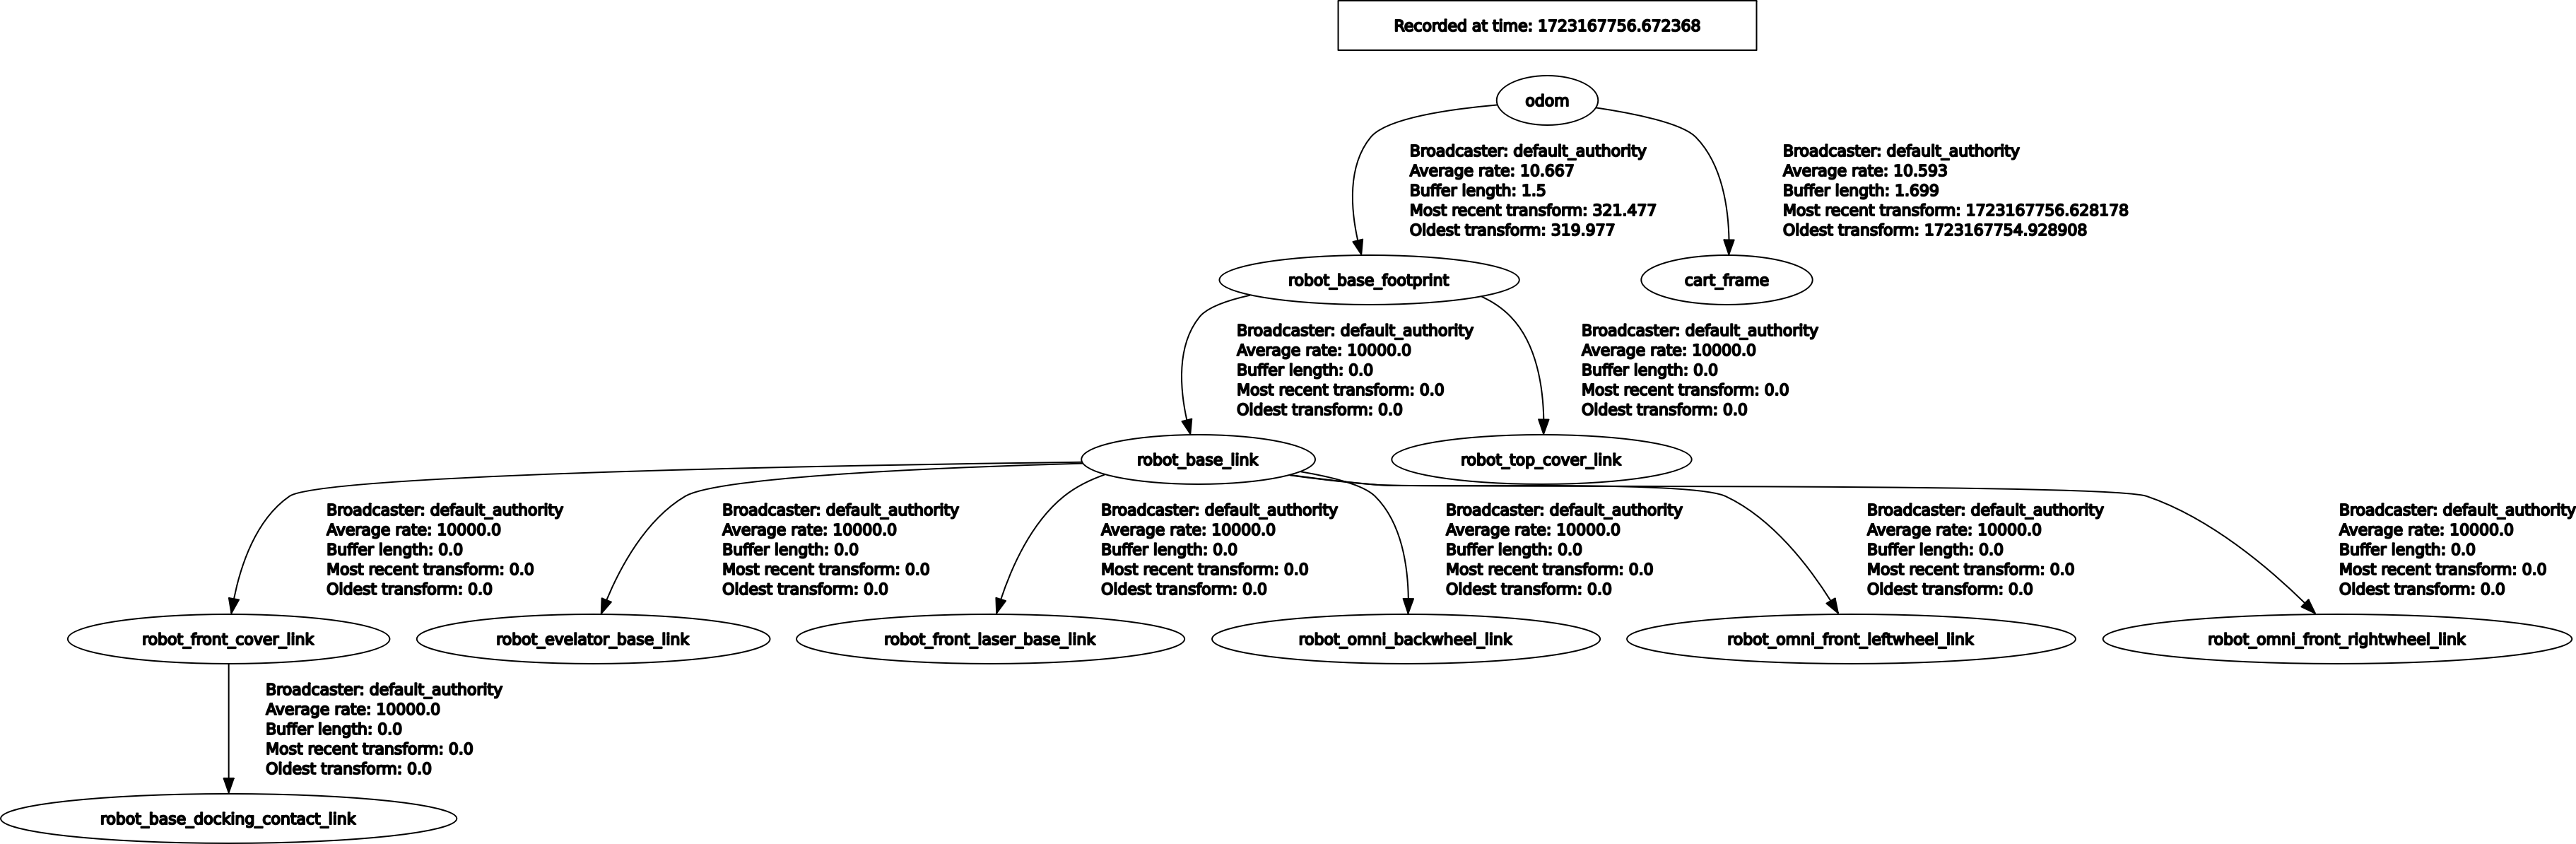 Recorded at time: 1723167756.672368
odom
Broadcaster: default_authority
Average rate: 10.667
Buffer length: 1.5
Most recent transform: 321.477
Oldest transform: 319.977
Broadcaster: default_authority
Average rate: 10.593
Buffer length: 1.699
Most recent transform: 1723167756.628178
Oldest transform: 1723167754.928908
robot_base_footprint
cart_frame
Broadcaster: default_authority
Average rate: 10000.0
Buffer length: 0.0
Most recent transform: 0.0
Oldest transform: 0.0
Broadcaster: default_authority
Average rate: 10000.0
Buffer length: 0.0
Most recent transform: 0.0
Oldest transform: 0.0
robot_base_link
robot_top_cover_link
Broadcaster: default_authority
Average rate: 10000.0
Buffer length: 0.0
Most recent transform: 0.0
Oldest transform: 0.0
Broadcaster: default_authority
Average rate: 10000.0
Buffer length: 0.0
Most recent transform: 0.0
Oldest transform: 0.0
Broadcaster: default_authority
Average rate: 10000.0
Buffer length: 0.0
Most recent transform: 0.0
Oldest transform: 0.0
Broadcaster: default_authority
Average rate: 10000.0
Buffer length: 0.0
Most recent transform: 0.0
Oldest transform: 0.0
Broadcaster: default_authority
Average rate: 10000.0
Buffer length: 0.0
Most recent transform: 0.0
Oldest transform: 0.0
Broadcaster: default_authority
Average rate: 10000.0
Buffer length: 0.0
Most recent transform: 0.0
Oldest transform: 0.0
robot_front_cover_link
robot_evelator_base_link
robot_front_laser_base_link
robot_omni_backwheel_link
robot_omni_front_leftwheel_link
robot_omni_front_rightwheel_link
Broadcaster: default_authority
Average rate: 10000.0
Buffer length: 0.0
Most recent transform: 0.0
Oldest transform: 0.0
robot_base_docking_contact_link